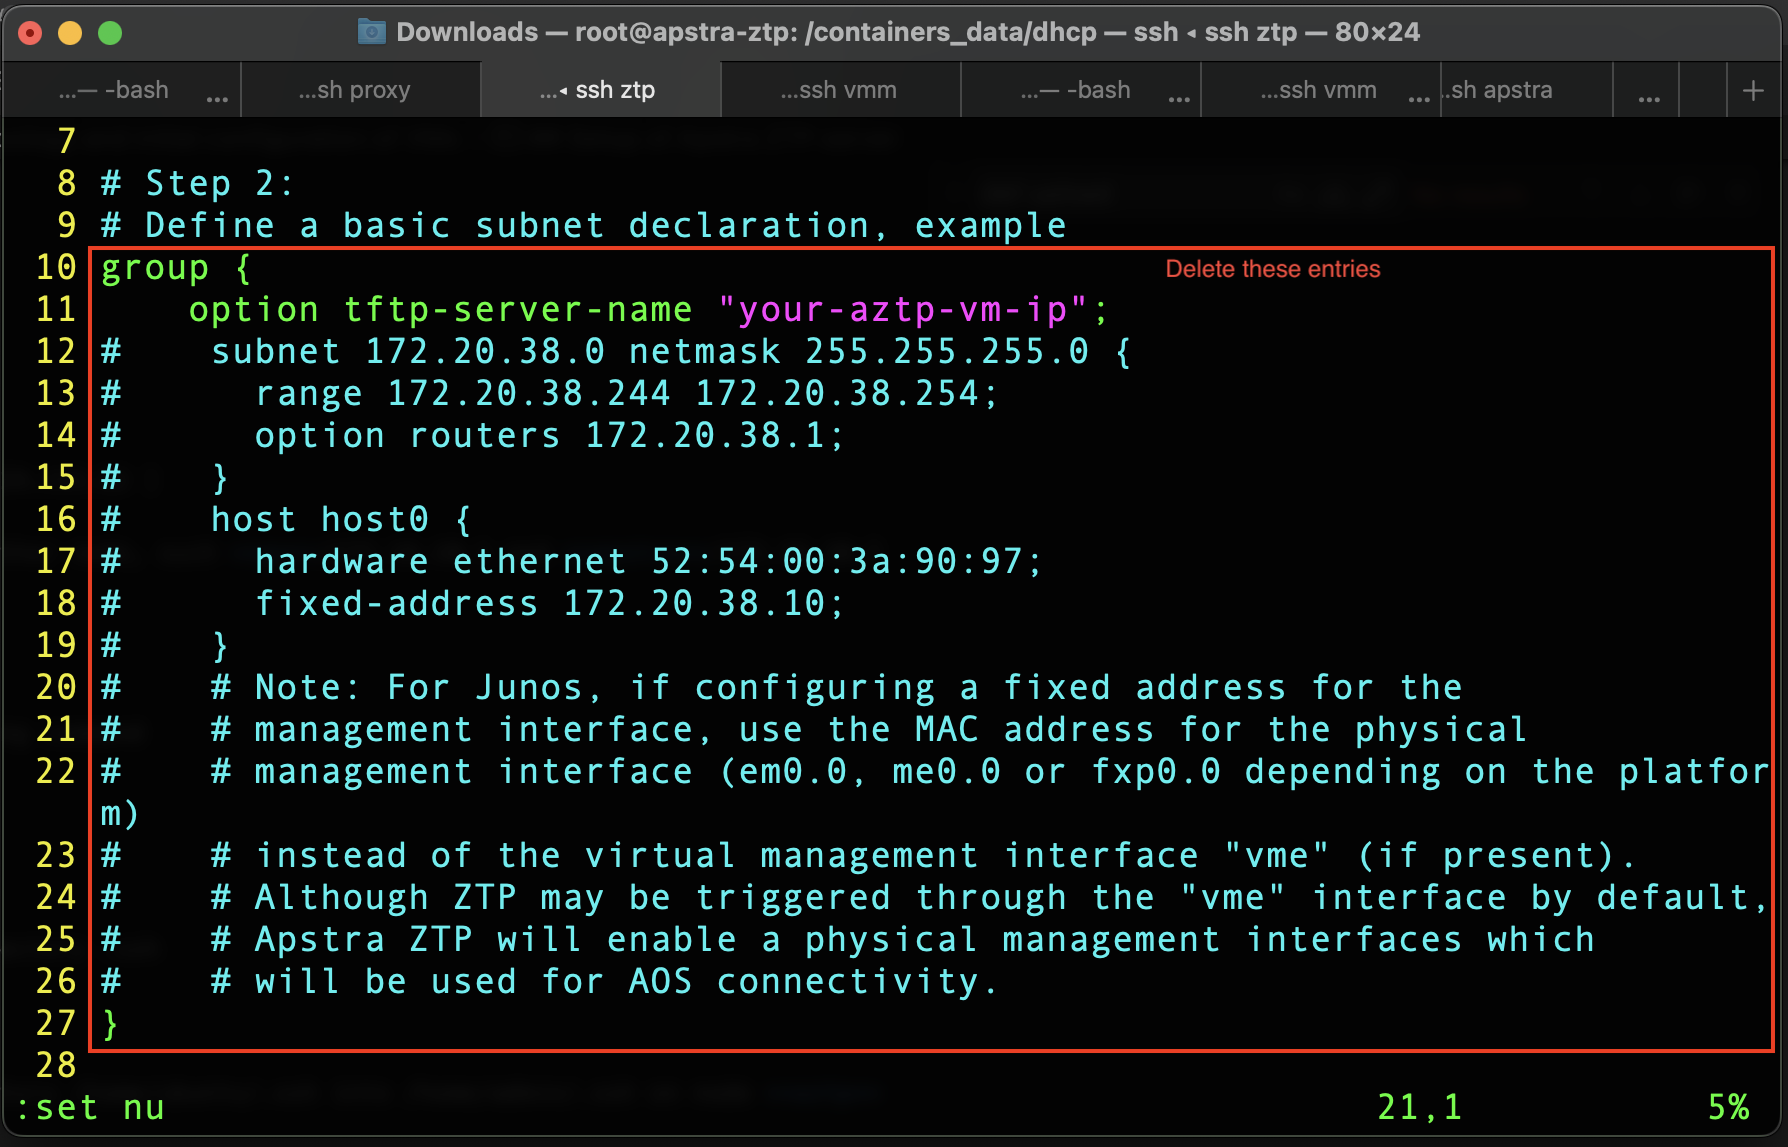 Downloads — root@apstra-ztp: /containers_data/dhcp — ssh ◂ ssh ztp — 80×24
...— -bash ... ...sh proxy ...◂ ssh ztp ...ssh vmm ...— -bash ... ...ssh vmm ... ..sh apstra ... +
7
8 # Step 2:
9 # Define a basic subnet declaration, example
10 group { Delete these entries
11     option tftp-server-name "your-aztp-vm-ip";
12 #    subnet 172.20.38.0 netmask 255.255.255.0 {
13 #      range 172.20.38.244 172.20.38.254;
14 #      option routers 172.20.38.1;
15 #    }
16 #    host host0 {
17 #      hardware ethernet 52:54:00:3a:90:97;
18 #      fixed-address 172.20.38.10;
19 #    }
20 #    # Note: For Junos, if configuring a fixed address for the
21 #    # management interface, use the MAC address for the physical
22 #    # management interface (em0.0, me0.0 or fxp0.0 depending on the platfor
m)
23 #    # instead of the virtual management interface "vme" (if present).
24 #    # Although ZTP may be triggered through the "vme" interface by default,
25 #    # Apstra ZTP will enable a physical management interfaces which
26 #    # will be used for AOS connectivity.
27 }
28
:set nu 21,1 5%